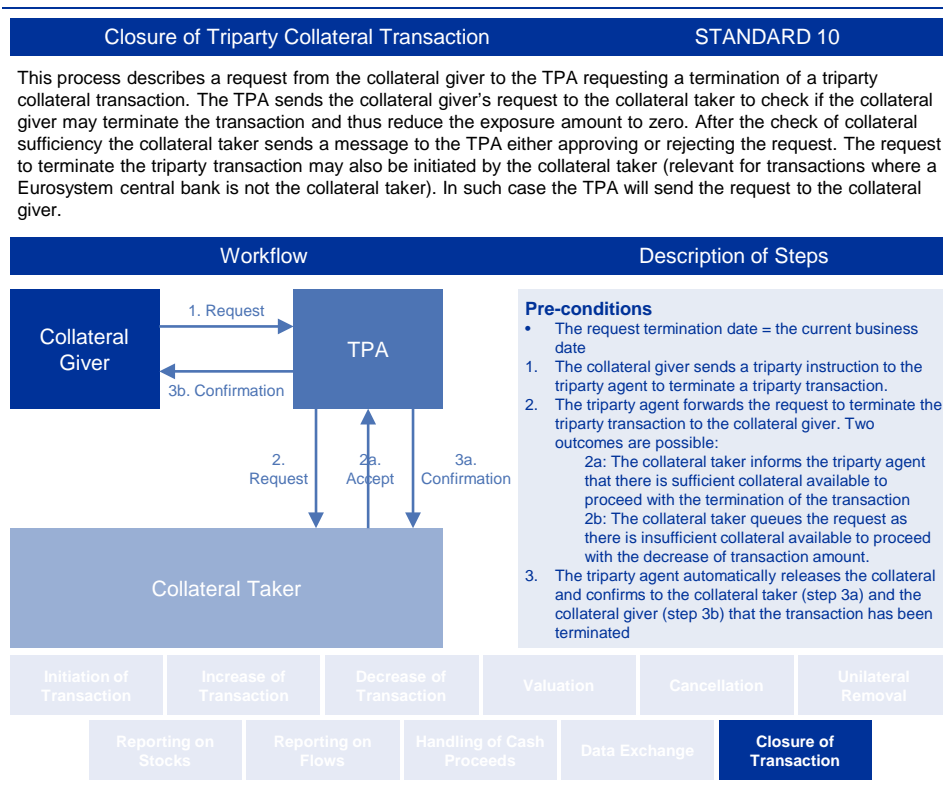 Closure of Triparty Collateral Transaction STANDARD 10
This process describes a request from the collateral giver to the TPA requesting a termination of a triparty
collateral transaction. The TPA sends the collateral giver's request to the collateral taker to check if the collateral
giver may terminate the transaction and thus reduce the exposure amount to zero. After the check of collateral
sufficiency the collateral taker sends a message to the TPA either approving or rejecting the request. The request
to terminate the triparty transaction may also be initiated by the collateral taker (relevant for transactions where a
Eurosystem central bank is not the collateral taker). In such case the TPA will send the request to the collateral
giver.
Workflow
Collateral
Giver
1. Request
3b. Confirmation
TPA
2.
Request
2a.
Accept
3a.
Confirmation
Collateral Taker
Description of Steps
Pre-conditions
• The request termination date = the current business
date
1. The collateral giver sends a triparty instruction to the
triparty agent to terminate a triparty transaction.
2. The triparty agent forwards the request to terminate the
triparty transaction to the collateral giver. Two
outcomes are possible:
2a: The collateral taker informs the triparty agent
that there is sufficient collateral available to
proceed with the termination of the transaction
2b: The collateral taker queues the request as
there is insufficient collateral available to proceed
with the decrease of transaction amount.
3. The triparty agent automatically releases the collateral
and confirms to the collateral taker (step 3a) and the
collateral giver (step 3b) that the transaction has been
terminated
Initiation of
Transaction
Increase of
Transaction
Decrease of
Transaction
Valuation
Cancellation
Unilateral
Removal
Reporting on
Stocks
Reporting on
Flows
Handling of Cash
Proceeds
Data Exchange
Closure of
Transaction